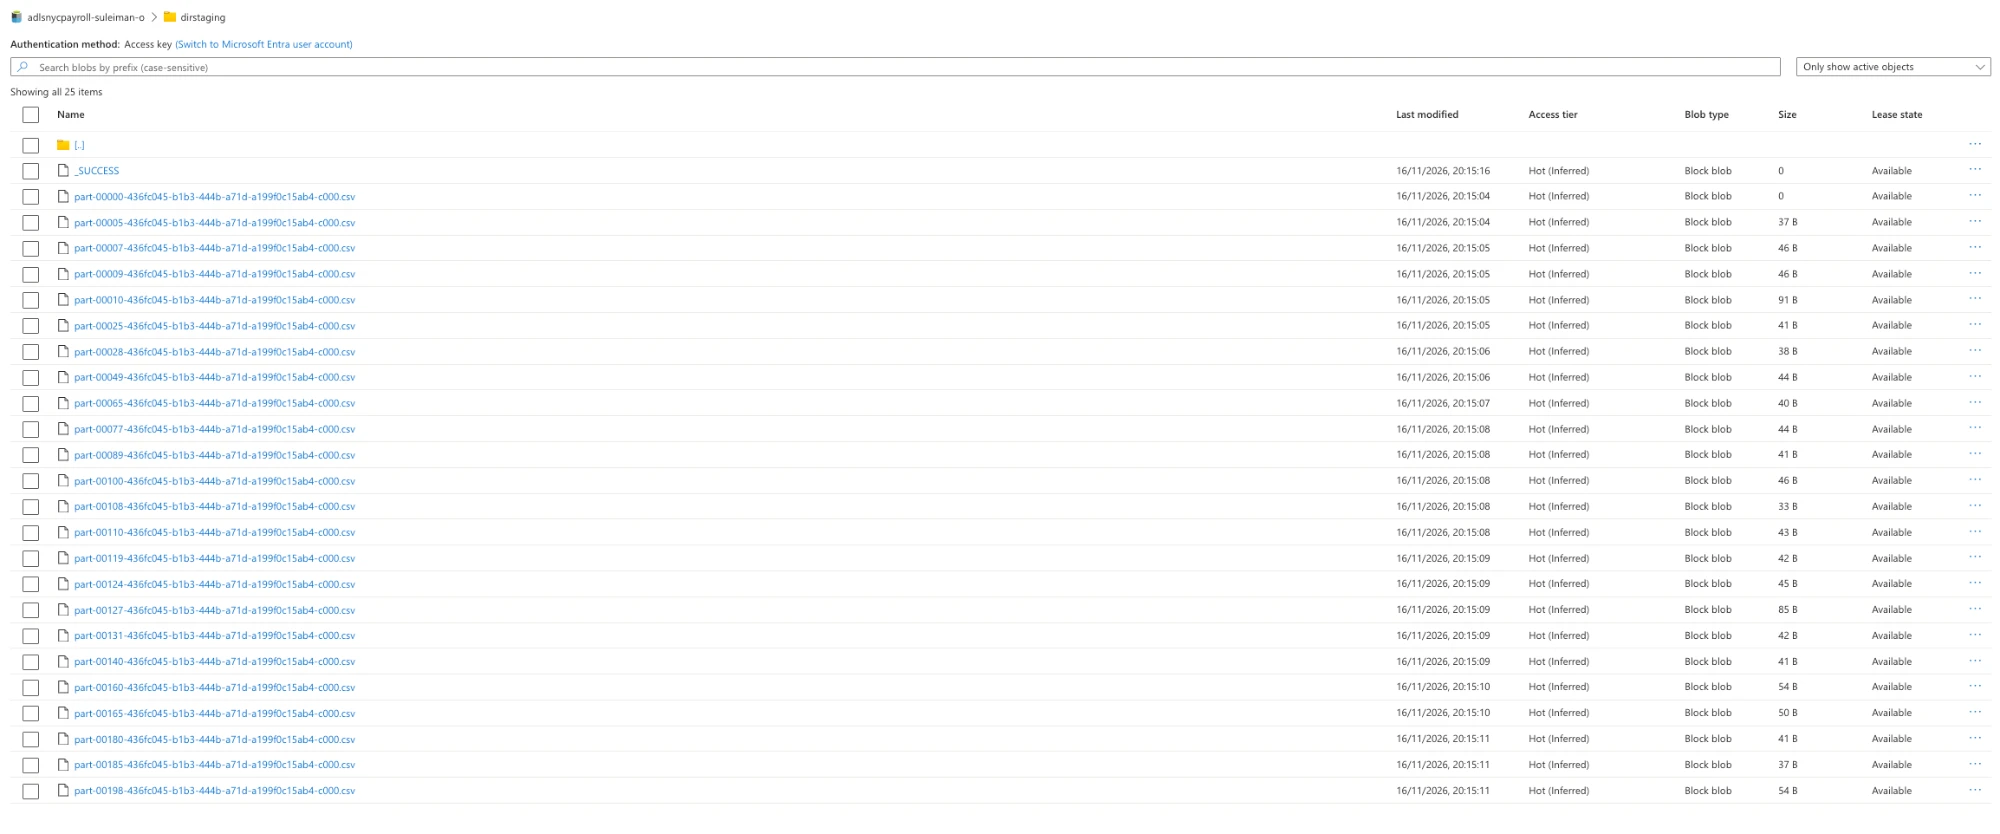 adlsnycpayroll-suleiman-o > dirstaging
Authentication method: Access key (Switch to Microsoft Entra user account)
Search blobs by prefix (case-sensitive) Only show active objects
Showing all 25 items
Name Last modified Access tier Blob type Size Lease state
[..] ...
_SUCCESS 16/11/2026, 20:15:16 Hot (Inferred) Block blob 0 Available ...
part-00000-436fc045-b1b3-444b-a71d-a199f0c15ab4-c000.csv 16/11/2026, 20:15:04 Hot (Inferred) Block blob 0 Available ...
part-00005-436fc045-b1b3-444b-a71d-a199f0c15ab4-c000.csv 16/11/2026, 20:15:04 Hot (Inferred) Block blob 37 B Available ...
part-00007-436fc045-b1b3-444b-a71d-a199f0c15ab4-c000.csv 16/11/2026, 20:15:05 Hot (Inferred) Block blob 46 B Available ...
part-00009-436fc045-b1b3-444b-a71d-a199f0c15ab4-c000.csv 16/11/2026, 20:15:05 Hot (Inferred) Block blob 46 B Available ...
part-00010-436fc045-b1b3-444b-a71d-a199f0c15ab4-c000.csv 16/11/2026, 20:15:05 Hot (Inferred) Block blob 91 B Available ...
part-00025-436fc045-b1b3-444b-a71d-a199f0c15ab4-c000.csv 16/11/2026, 20:15:05 Hot (Inferred) Block blob 41 B Available ...
part-00028-436fc045-b1b3-444b-a71d-a199f0c15ab4-c000.csv 16/11/2026, 20:15:06 Hot (Inferred) Block blob 38 B Available ...
part-00049-436fc045-b1b3-444b-a71d-a199f0c15ab4-c000.csv 16/11/2026, 20:15:06 Hot (Inferred) Block blob 44 B Available ...
part-00065-436fc045-b1b3-444b-a71d-a199f0c15ab4-c000.csv 16/11/2026, 20:15:07 Hot (Inferred) Block blob 40 B Available ...
part-00077-436fc045-b1b3-444b-a71d-a199f0c15ab4-c000.csv 16/11/2026, 20:15:08 Hot (Inferred) Block blob 44 B Available ...
part-00089-436fc045-b1b3-444b-a71d-a199f0c15ab4-c000.csv 16/11/2026, 20:15:08 Hot (Inferred) Block blob 41 B Available ...
part-00100-436fc045-b1b3-444b-a71d-a199f0c15ab4-c000.csv 16/11/2026, 20:15:08 Hot (Inferred) Block blob 46 B Available ...
part-00108-436fc045-b1b3-444b-a71d-a199f0c15ab4-c000.csv 16/11/2026, 20:15:08 Hot (Inferred) Block blob 33 B Available ...
part-00110-436fc045-b1b3-444b-a71d-a199f0c15ab4-c000.csv 16/11/2026, 20:15:08 Hot (Inferred) Block blob 43 B Available ...
part-00119-436fc045-b1b3-444b-a71d-a199f0c15ab4-c000.csv 16/11/2026, 20:15:09 Hot (Inferred) Block blob 42 B Available ...
part-00124-436fc045-b1b3-444b-a71d-a199f0c15ab4-c000.csv 16/11/2026, 20:15:09 Hot (Inferred) Block blob 45 B Available ...
part-00127-436fc045-b1b3-444b-a71d-a199f0c15ab4-c000.csv 16/11/2026, 20:15:09 Hot (Inferred) Block blob 85 B Available ...
part-00131-436fc045-b1b3-444b-a71d-a199f0c15ab4-c000.csv 16/11/2026, 20:15:09 Hot (Inferred) Block blob 42 B Available ...
part-00140-436fc045-b1b3-444b-a71d-a199f0c15ab4-c000.csv 16/11/2026, 20:15:09 Hot (Inferred) Block blob 41 B Available ...
part-00160-436fc045-b1b3-444b-a71d-a199f0c15ab4-c000.csv 16/11/2026, 20:15:10 Hot (Inferred) Block blob 54 B Available ...
part-00165-436fc045-b1b3-444b-a71d-a199f0c15ab4-c000.csv 16/11/2026, 20:15:10 Hot (Inferred) Block blob 50 B Available ...
part-00180-436fc045-b1b3-444b-a71d-a199f0c15ab4-c000.csv 16/11/2026, 20:15:11 Hot (Inferred) Block blob 41 B Available ...
part-00185-436fc045-b1b3-444b-a71d-a199f0c15ab4-c000.csv 16/11/2026, 20:15:11 Hot (Inferred) Block blob 37 B Available ...
part-00198-436fc045-b1b3-444b-a71d-a199f0c15ab4-c000.csv 16/11/2026, 20:15:11 Hot (Inferred) Block blob 54 B Available ...